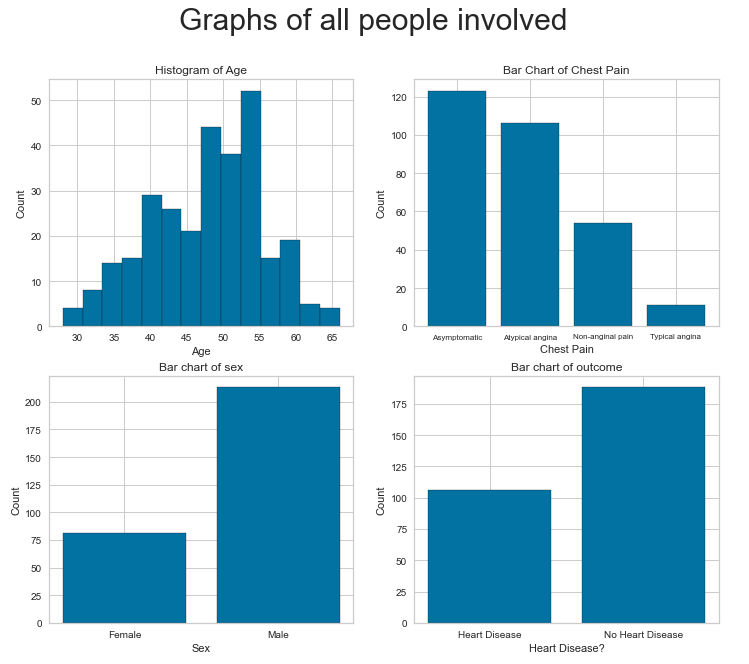 Graphs of all people involved
Histogram of Age
50
40
30
20
10
0
Count
30 35 40 45 50 55 60 65
Age
Bar Chart of Chest Pain
120
100
80
60
40
20
0
Count
Asymptomatic Atypical angina Non-anginal pain Typical angina
Chest Pain
Bar chart of sex
200
175
150
125
100
75
50
25
0
Count
Female Male
Sex
Bar chart of outcome
175
150
125
100
75
50
25
0
Count
Heart Disease No Heart Disease
Heart Disease?